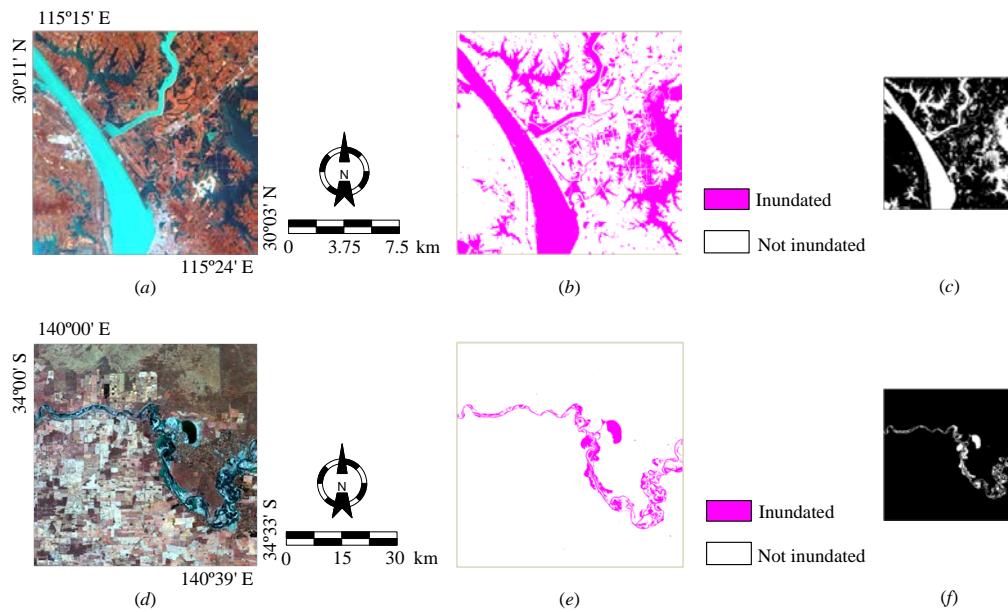 115º15' E
30º11' N
30º03' N
115º24' E
N
0 3.75 7.5 km
Inundated
Not inundated
(a)
(b)
(c)
140º00' E
34º00' S
34º33' S
140º39' E
N
0 15 30 km
Inundated
Not inundated
(d)
(e)
(f)